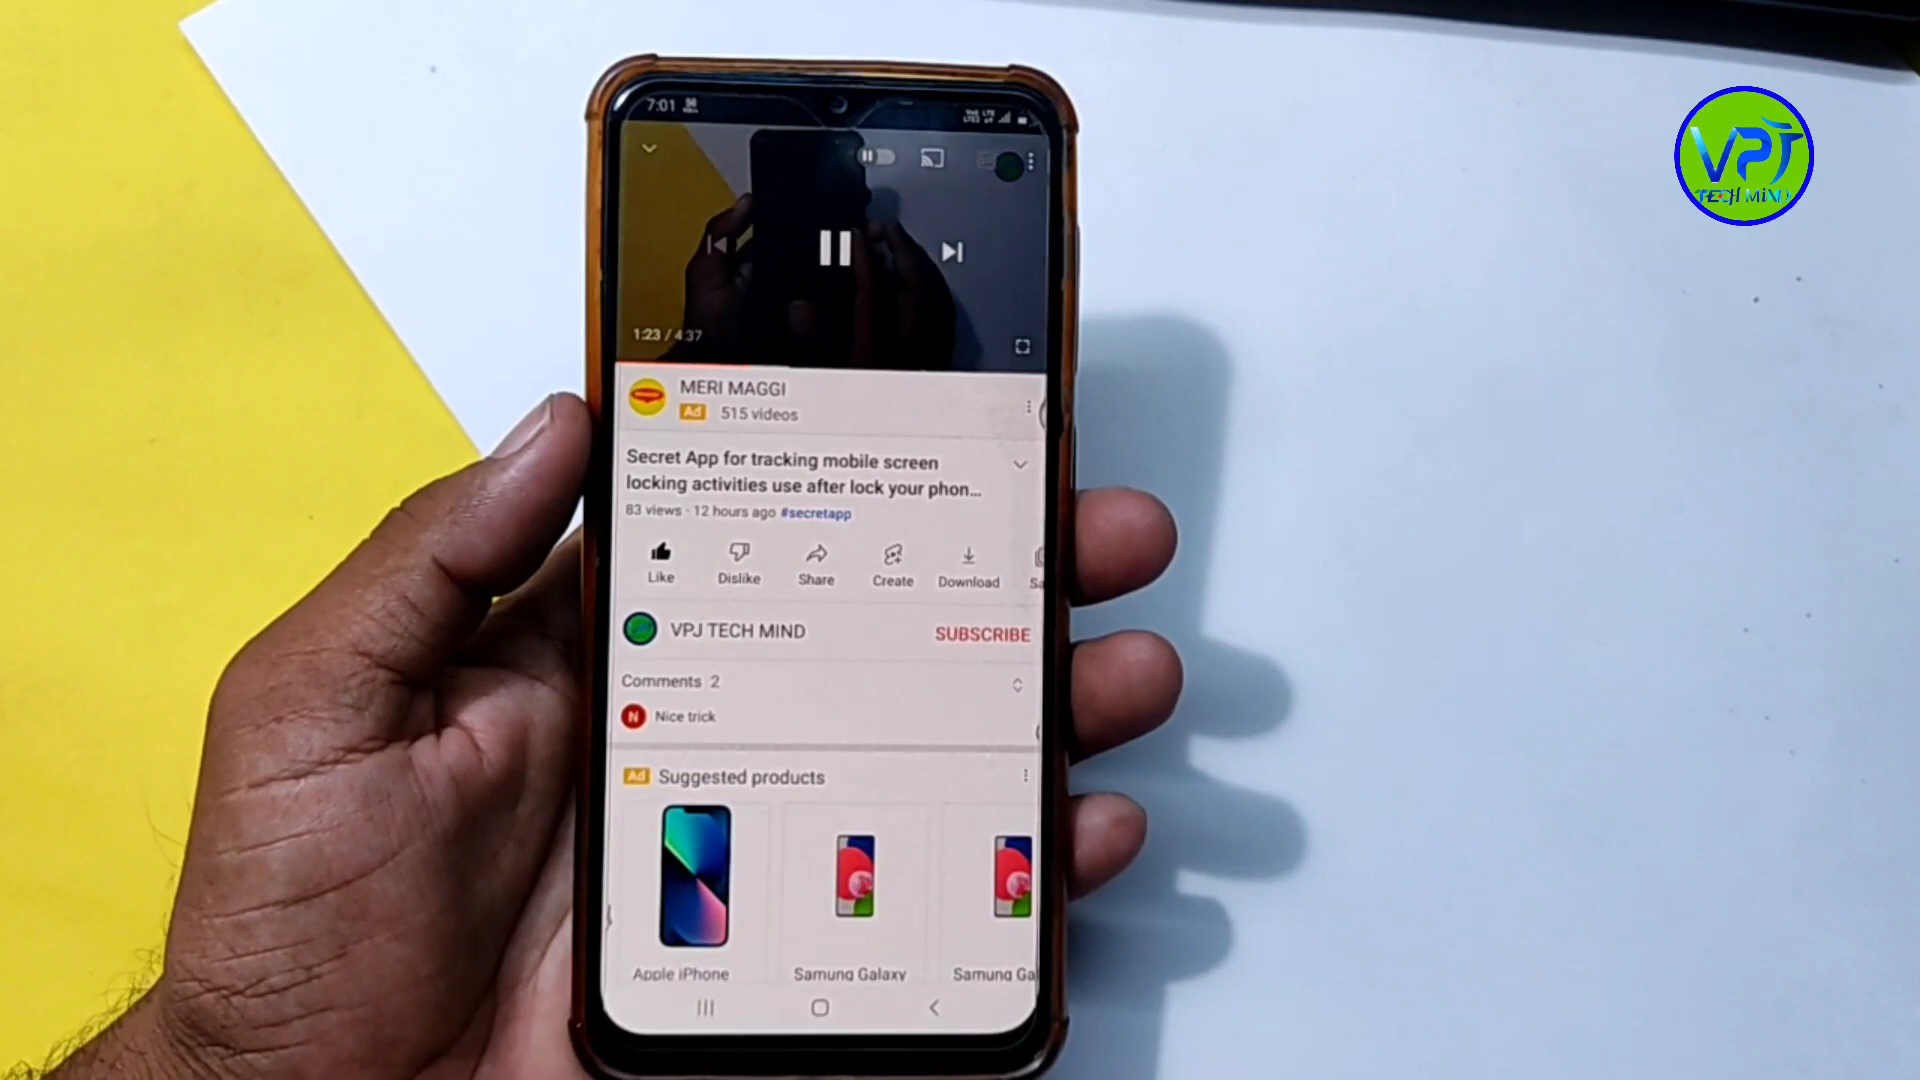 7:01
VPJ
TECH MiND
1:23 / 4:37
MERI MAGGI
Ad 515 videos
Secret App for tracking mobile screen
locking activities use after lock your phon...
83 views · 12 hours ago #secretapp
Like Dislike Share Create Download Sa
VPJ TECH MIND SUBSCRIBE
Comments 2
N Nice trick
Ad Suggested products
Apple iPhone Samung Galaxy Samung Ga